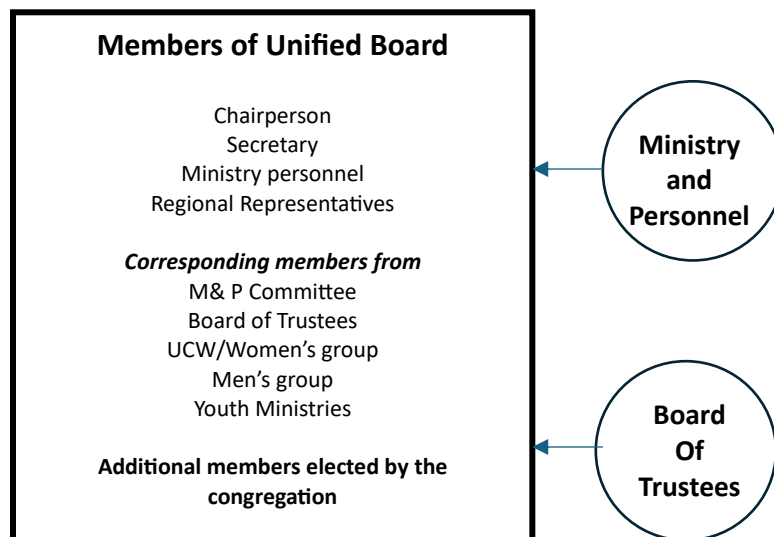 Members of Unified Board
Chairperson
Secretary
Ministry personnel
Regional Representatives
Corresponding members from
M& P Committee
Board of Trustees
UCW/Women’s group
Men’s group
Youth Ministries
Additional members elected by the
congregation
Ministry
and
Personnel
Board
Of
Trustees